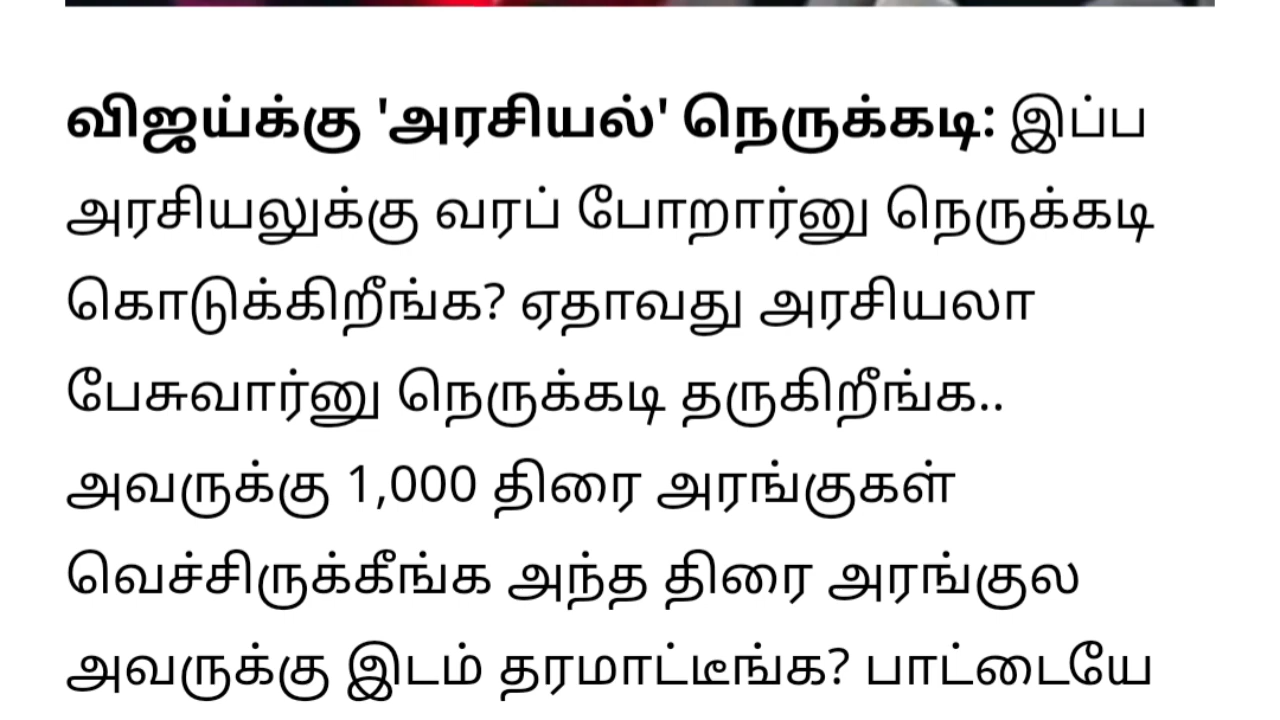 விஜய்க்கு 'அரசியல்' நெருக்கடி: இப்ப
அரசியலுக்கு வரப் போறார்னு நெருக்கடி
கொடுக்கிறீங்க? ஏதாவது அரசியலா
பேசுவார்னு நெருக்கடி தருகிறீங்க..
அவருக்கு 1,000 திரை அரங்குகள்
வெச்சிருக்கீங்க அந்த திரை அரங்குல
அவருக்கு இடம் தரமாட்டீங்க? பாட்டையே